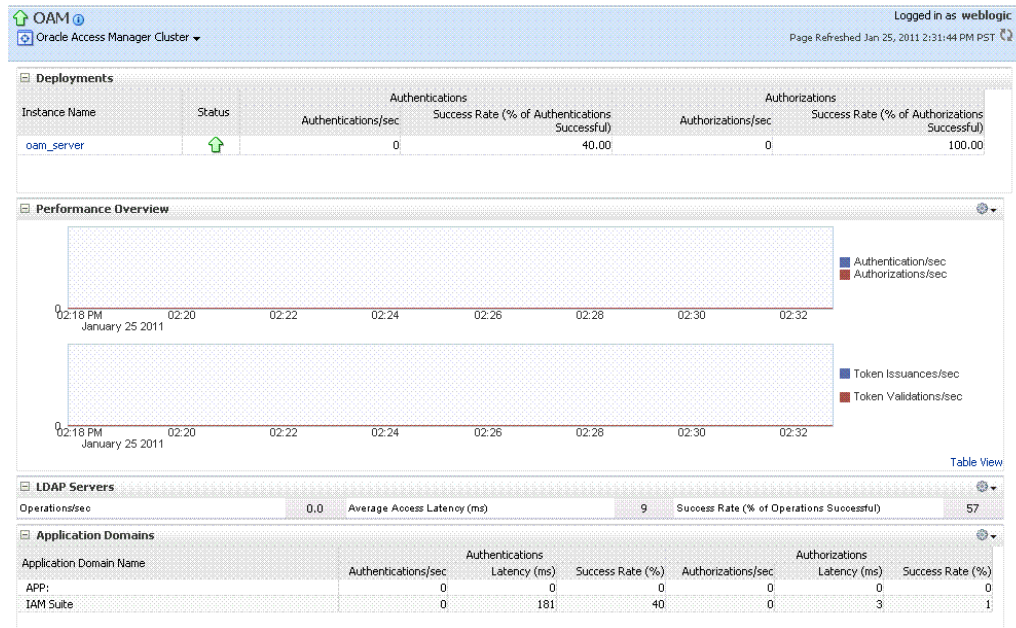 OAM
Logged in as weblogic
Oracle Access Manager Cluster
Page Refreshed Jan 25, 2011 2:31:44 PM PST
Deployments
Instance Name
Status
Authentications
Authorizations
Authentications/sec
Success Rate (% of Authentications Successful)
Authorizations/sec
Success Rate (% of Authorizations Successful)
oam_server
0
40.00
0
100.00
Performance Overview
Authentication/sec
Authorizations/sec
0
02:18 PM 02:20 02:22 02:24 02:26 02:28 02:30 02:32
January 25 2011
Token Issuances/sec
Token Validations/sec
0
02:18 PM 02:20 02:22 02:24 02:26 02:28 02:30 02:32
January 25 2011
Table View
LDAP Servers
Operations/sec 0.0 Average Access Latency (ms) 9 Success Rate (% of Operations Successful) 57
Application Domains
Application Domain Name
Authentications
Authorizations
Authentications/sec Latency (ms) Success Rate (%) Authorizations/sec Latency (ms) Success Rate (%)
APP: 0 0 0 0 0 0
IAM Suite 0 181 40 0 3 1